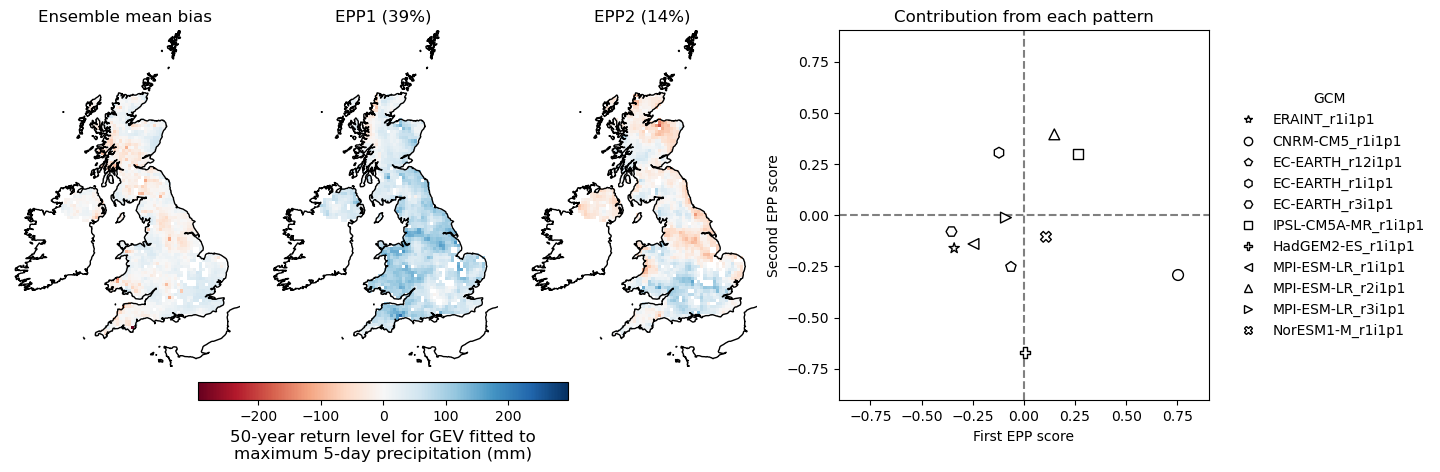 Ensemble mean bias
EPP1 (39%)
EPP2 (14%)
−200 −100 0 100 200
50-year return level for GEV fitted to
maximum 5-day precipitation (mm)
Contribution from each pattern
Second EPP score
0.75
0.50
0.25
0.00
−0.25
−0.50
−0.75
−0.75 −0.50 −0.25 0.00 0.25 0.50 0.75
First EPP score
GCM
ERAINT_r1i1p1
CNRM-CM5_r1i1p1
EC-EARTH_r12i1p1
EC-EARTH_r1i1p1
EC-EARTH_r3i1p1
IPSL-CM5A-MR_r1i1p1
HadGEM2-ES_r1i1p1
MPI-ESM-LR_r1i1p1
MPI-ESM-LR_r2i1p1
MPI-ESM-LR_r3i1p1
NorESM1-M_r1i1p1